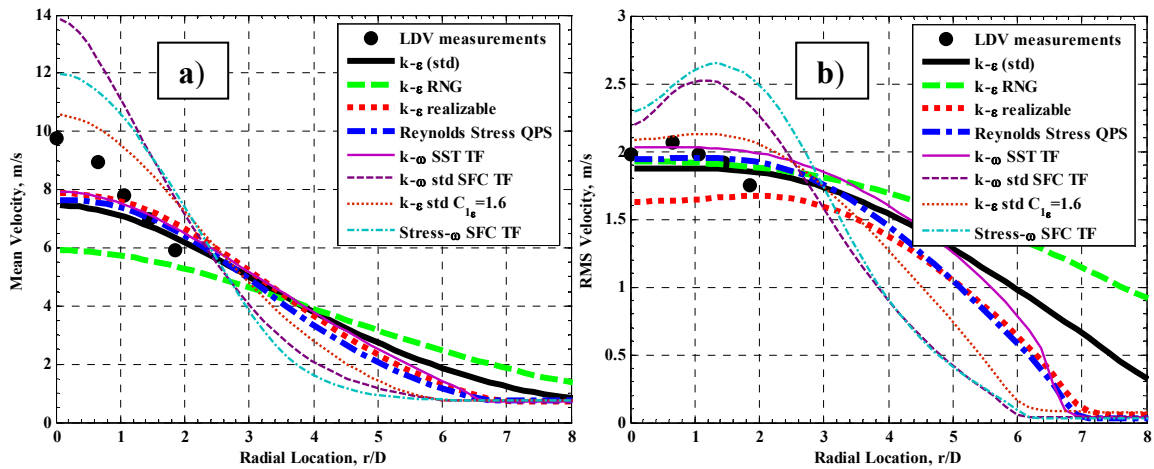 a)
LDV measurements
k-ε (std)
k-ε RNG
k-ε realizable
Reynolds Stress QPS
k-ω SST TF
k-ω std SFC TF
k-ε std C1ε=1.6
Stress-ω SFC TF
Mean Velocity, m/s
14
12
10
8
6
4
2
0
0 1 2 3 4 5 6 7 8
Radial Location, r/D
b)
LDV measurements
k-ε (std)
k-ε RNG
k-ε realizable
Reynolds Stress QPS
k-ω SST TF
k-ω std SFC TF
k-ε std C1ε=1.6
Stress-ω SFC TF
RMS Velocity, m/s
3
2.5
2
1.5
1
0.5
0
0 1 2 3 4 5 6 7 8
Radial Location, r/D